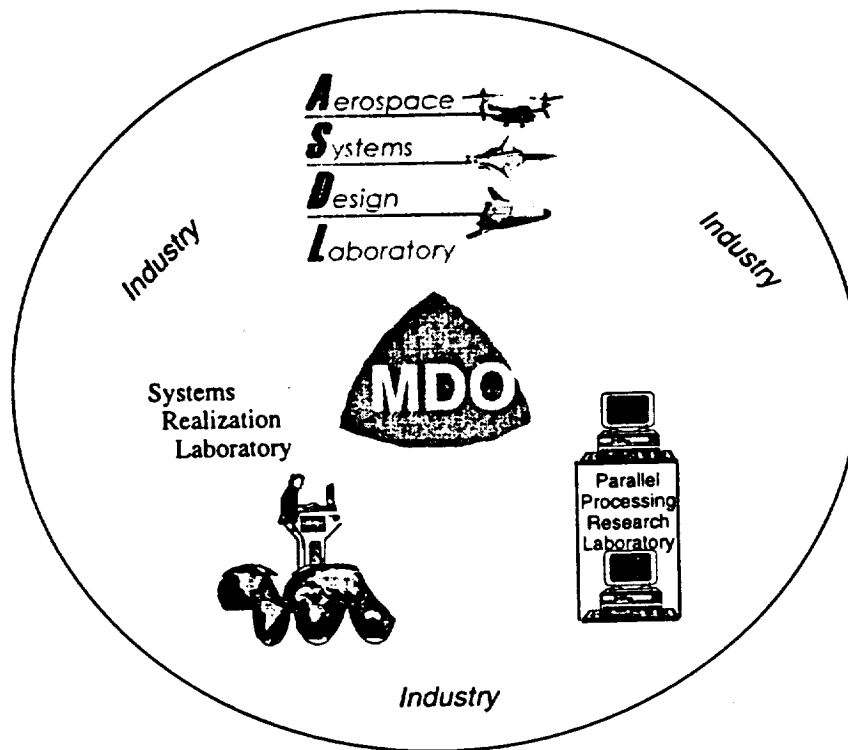 Aerospace
Systems
Design
Laboratory
Industry
Industry
MDO
Systems
Realization
Laboratory
Parallel
Processing
Research
Laboratory
Industry